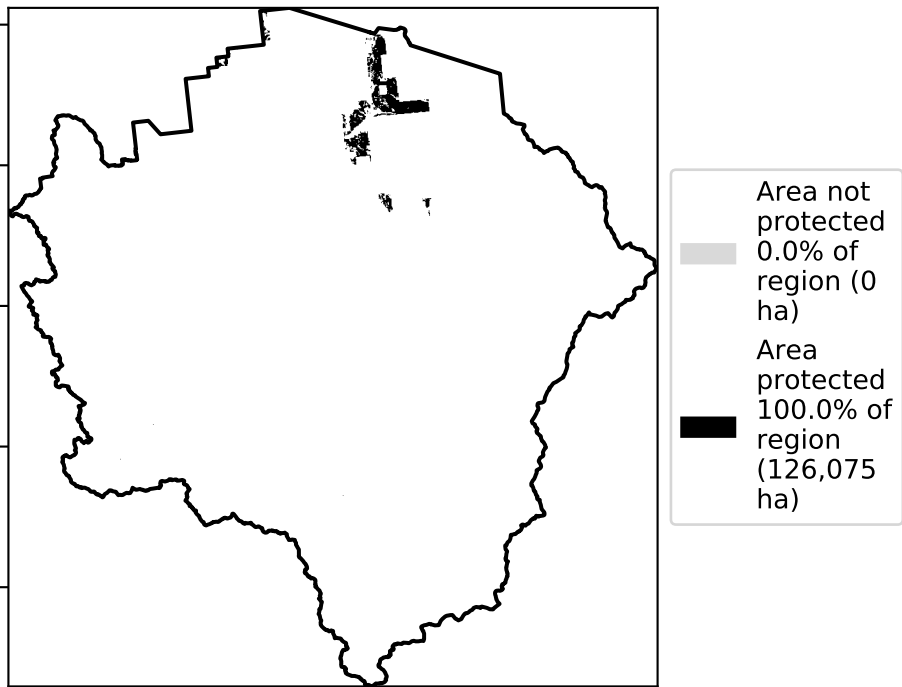 Area not
protected
0.0% of
region (0
ha)
Area
protected
100.0% of
region
(126,075
ha)